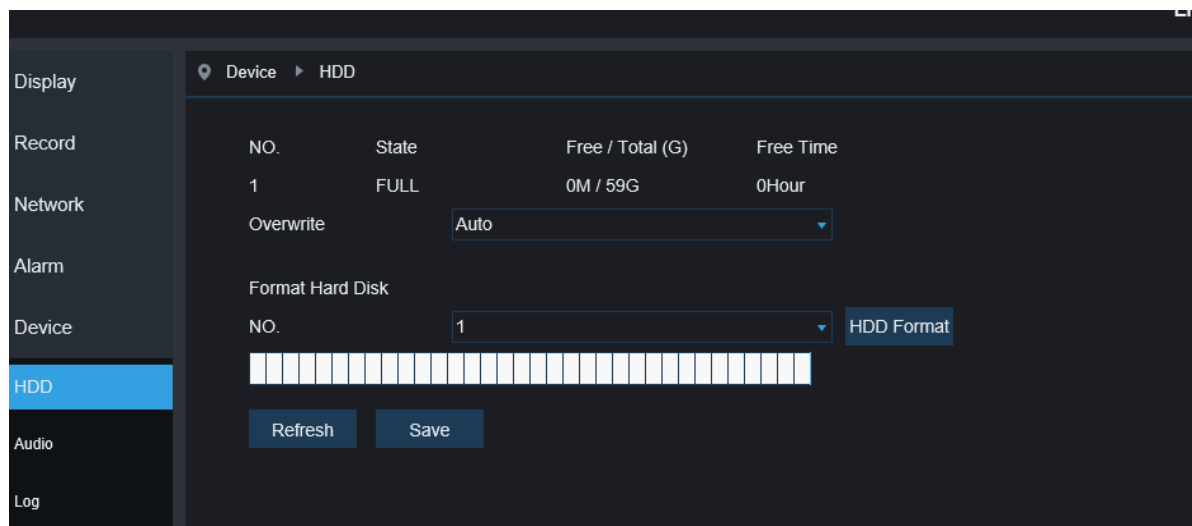 Device HDD
Display
Record
Network
Alarm
Device
HDD
Audio
Log
NO. State Free / Total (G) Free Time
1 FULL 0M / 59G 0Hour
Overwrite Auto
Format Hard Disk
NO. 1 HDD Format
Refresh Save